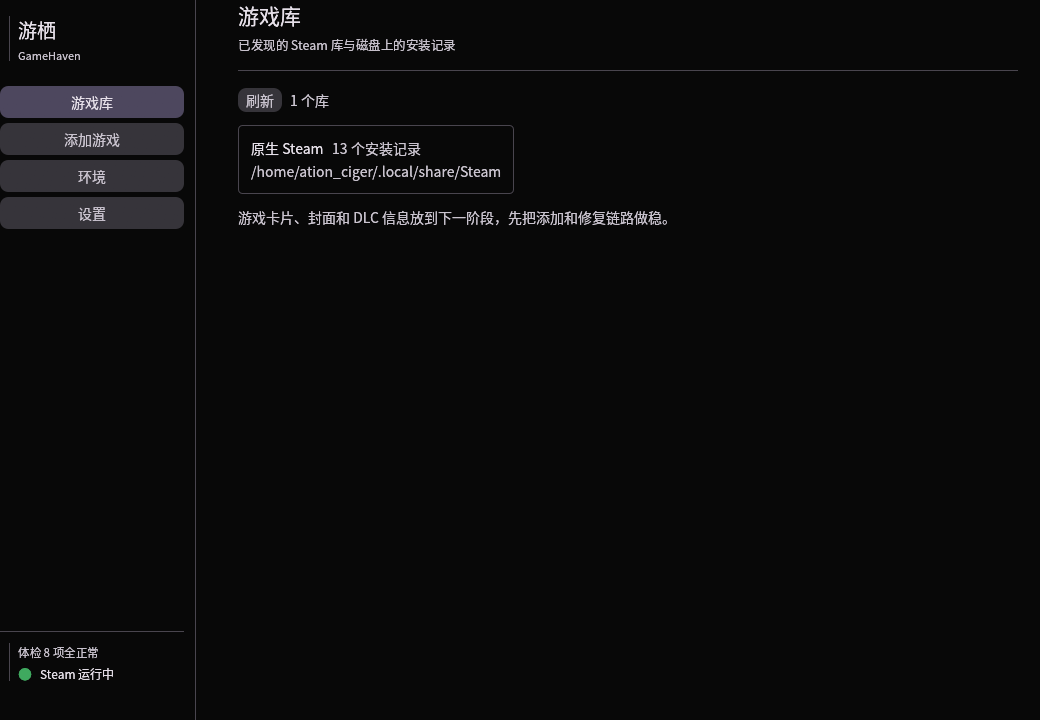 游栖
GameHaven
游戏库
添加游戏
环境
设置
体检 8 项全正常
Steam 运行中
游戏库
已发现的 Steam 库与磁盘上的安装记录
刷新 1 个库
原生 Steam 13 个安装记录
/home/ation_ciger/.local/share/Steam
游戏卡片、封面和 DLC 信息放到下一阶段，先把添加和修复链路做稳。